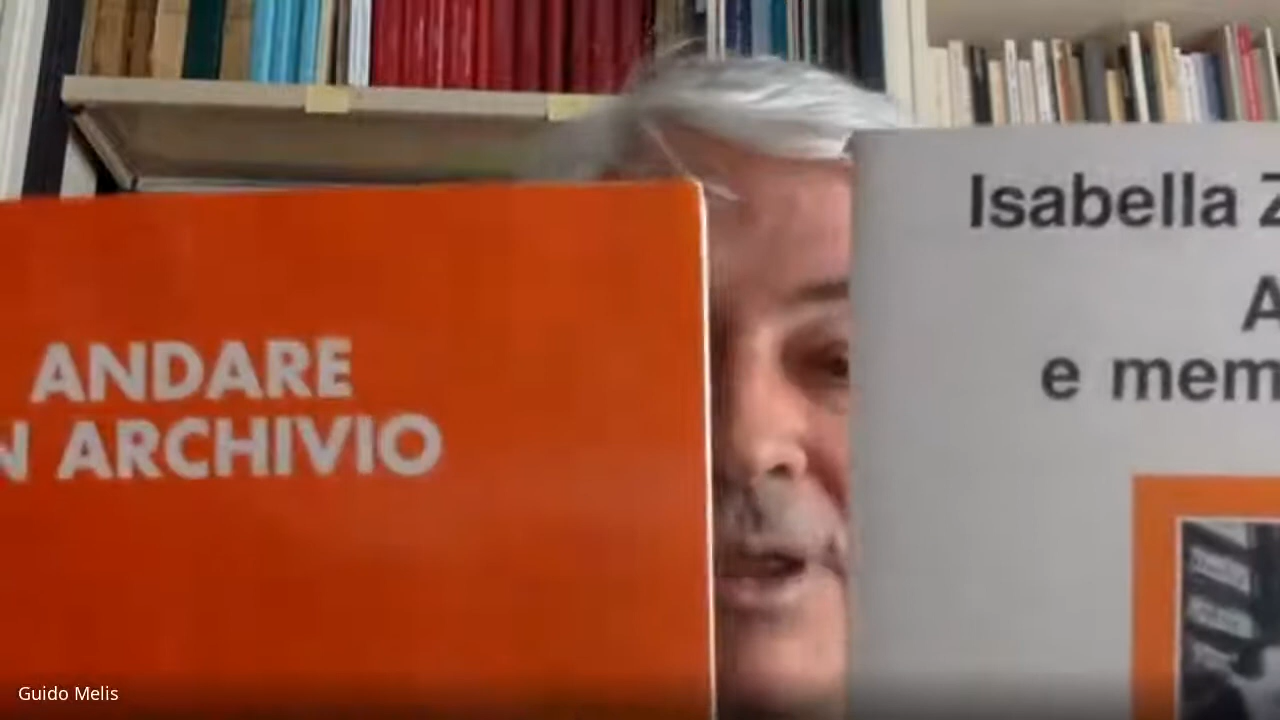 ANDARE
N ARCHIVIO
Isabella Z
A
e mem
Guido Melis